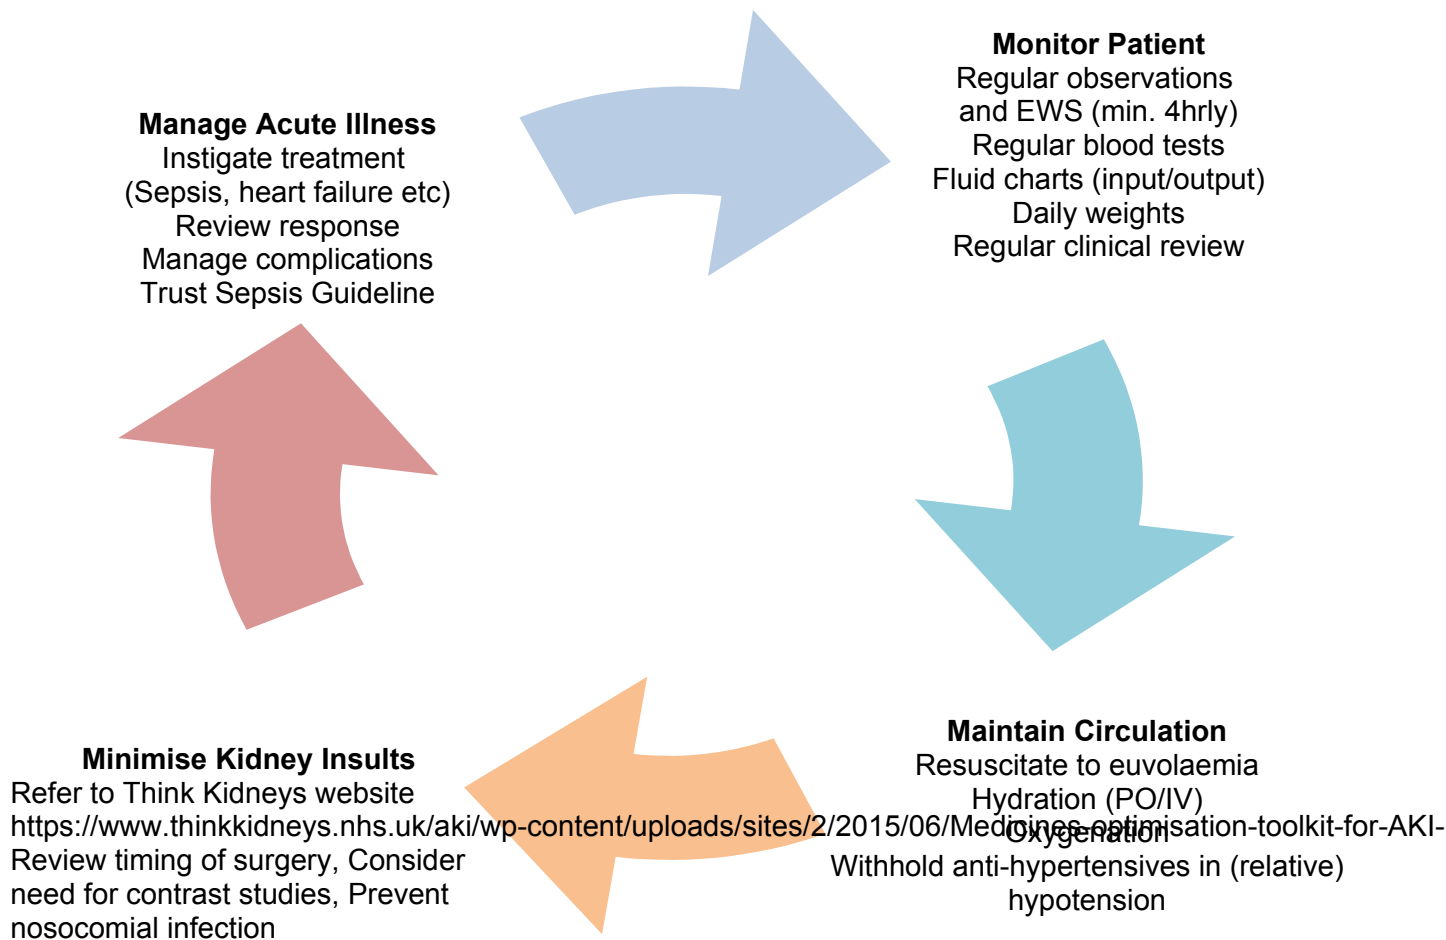 Manage Acute Illness
Instigate treatment
(Sepsis, heart failure etc)
Review response
Manage complications
Trust Sepsis Guideline
Monitor Patient
Regular observations
and EWS (min. 4hrly)
Regular blood tests
Fluid charts (input/output)
Daily weights
Regular clinical review
Maintain Circulation
Resuscitate to euvolaemia
Hydration (PO/IV)
Oxygenation
Withhold anti-hypertensives in (relative)
hypotension
Minimise Kidney Insults
Refer to Think Kidneys website
https://www.thinkkidneys.nhs.uk/aki/wp-content/uploads/sites/2/2015/06/Medicines-optimisation-toolkit-for-AKI-
Review timing of surgery, Consider
need for contrast studies, Prevent
nosocomial infection